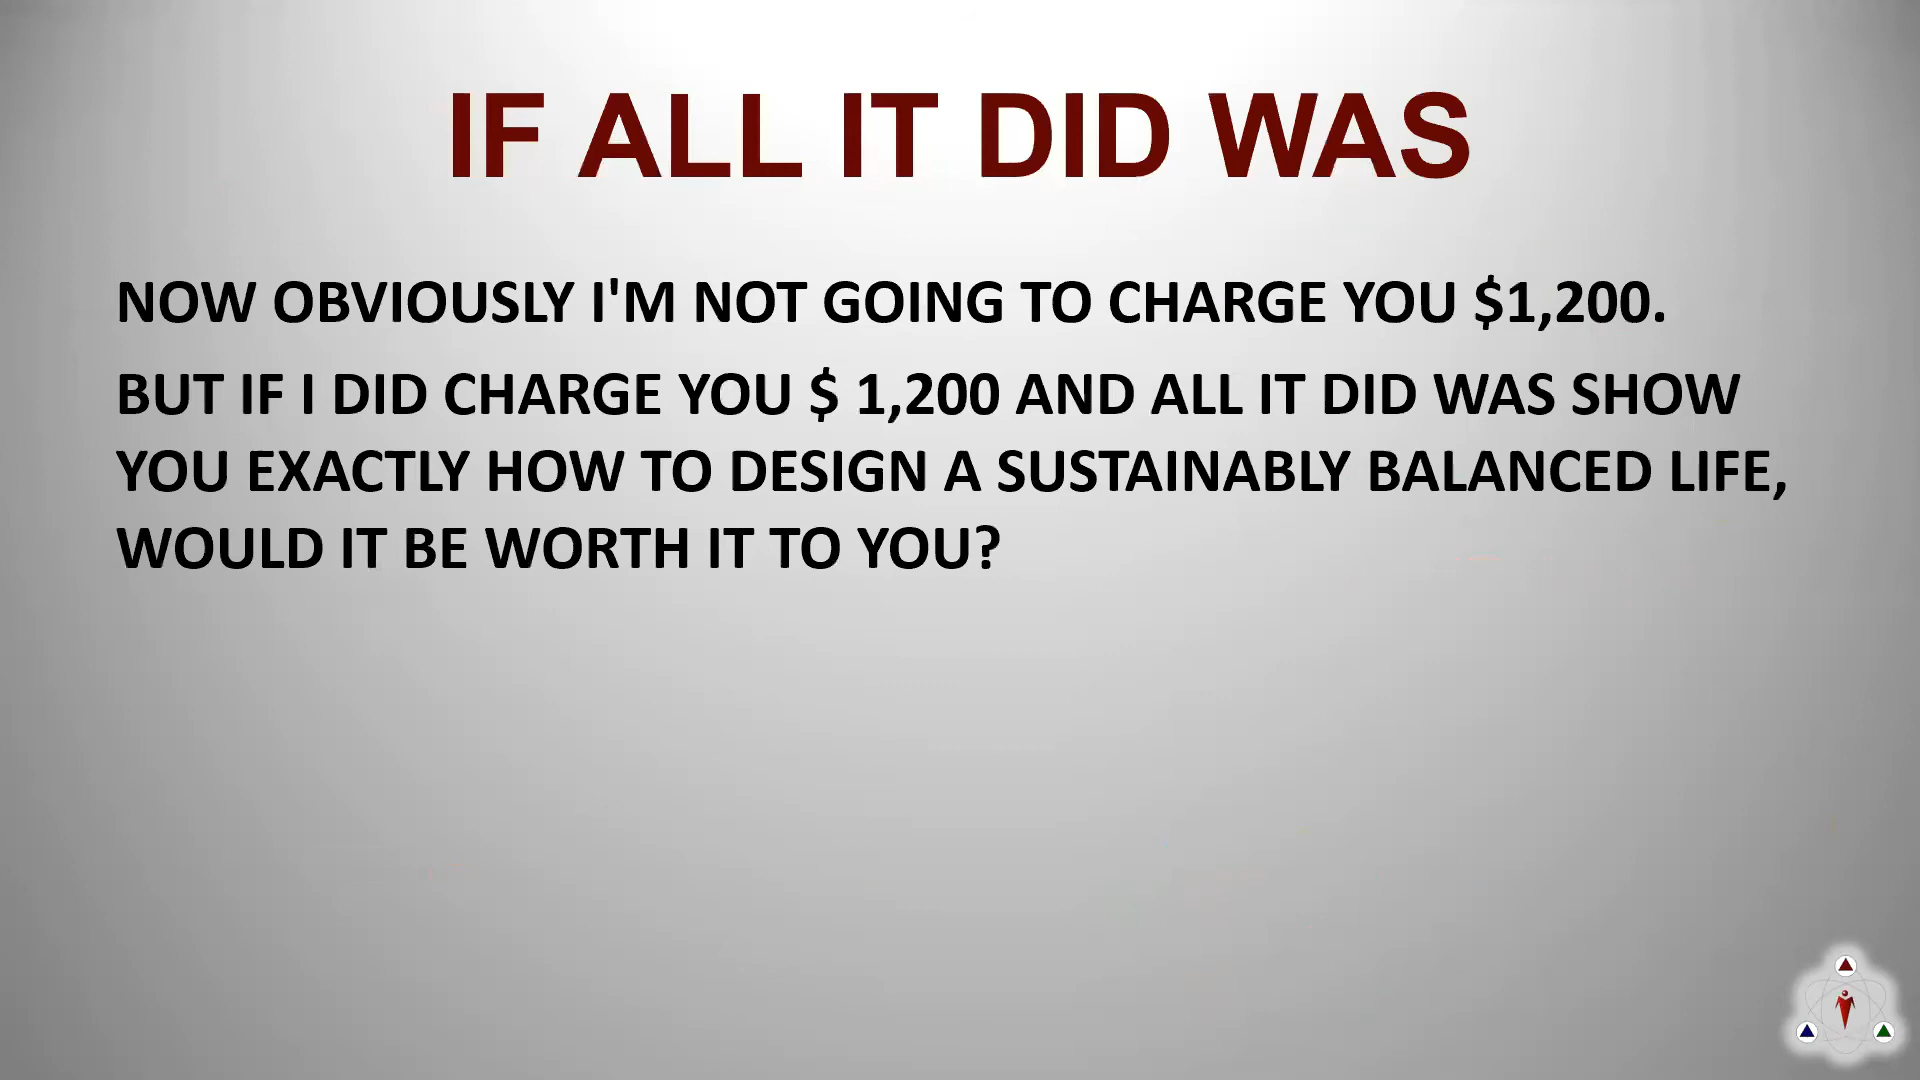 IF ALL IT DID WAS
NOW OBVIOUSLY I'M NOT GOING TO CHARGE YOU $1,200.
BUT IF I DID CHARGE YOU $ 1,200 AND ALL IT DID WAS SHOW
YOU EXACTLY HOW TO DESIGN A SUSTAINABLY BALANCED LIFE,
WOULD IT BE WORTH IT TO YOU?